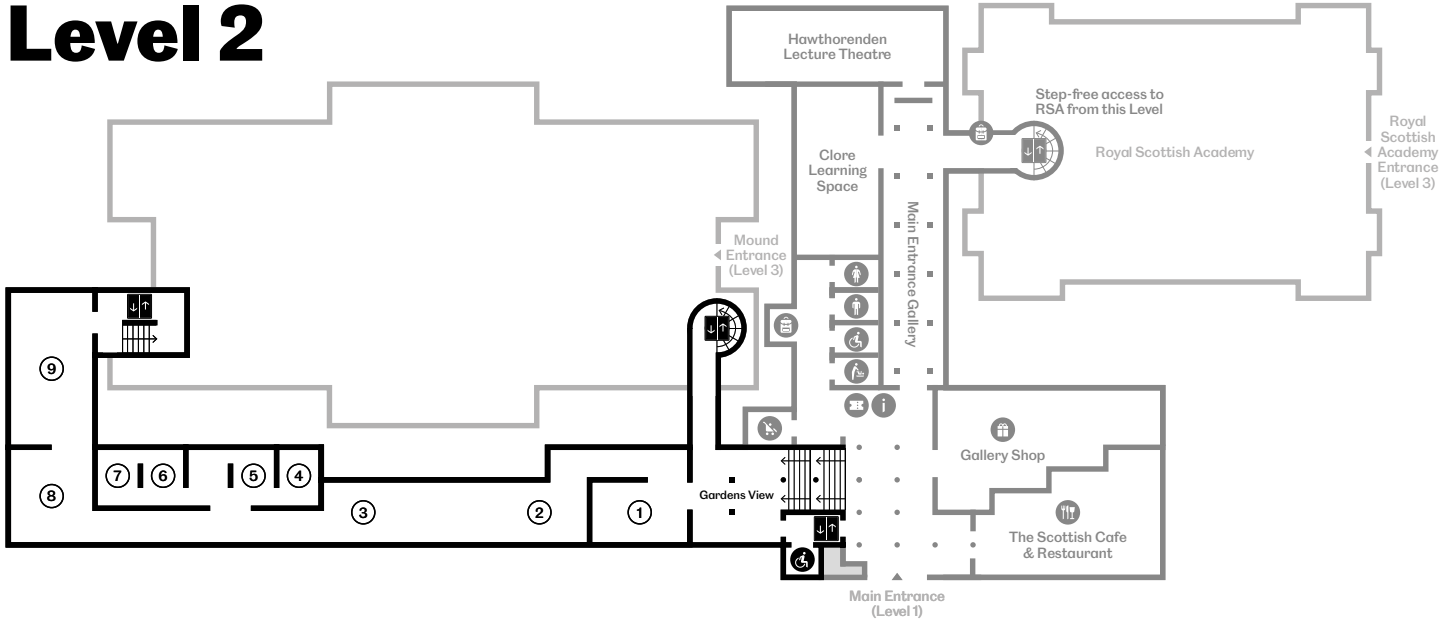 Level 2
Hawthorenden
Lecture Theatre
Step-free access to
RSA from this Level
Royal Scottish Academy
Royal
Scottish
Academy
Entrance
(Level 3)
Clore
Learning
Space
Main Entrance Gallery
Mound
Entrance
(Level 3)
9
i
Gallery Shop
7
6
5
4
8
3
2
1
Gardens View
The Scottish Cafe
& Restaurant
Main Entrance
(Level 1)